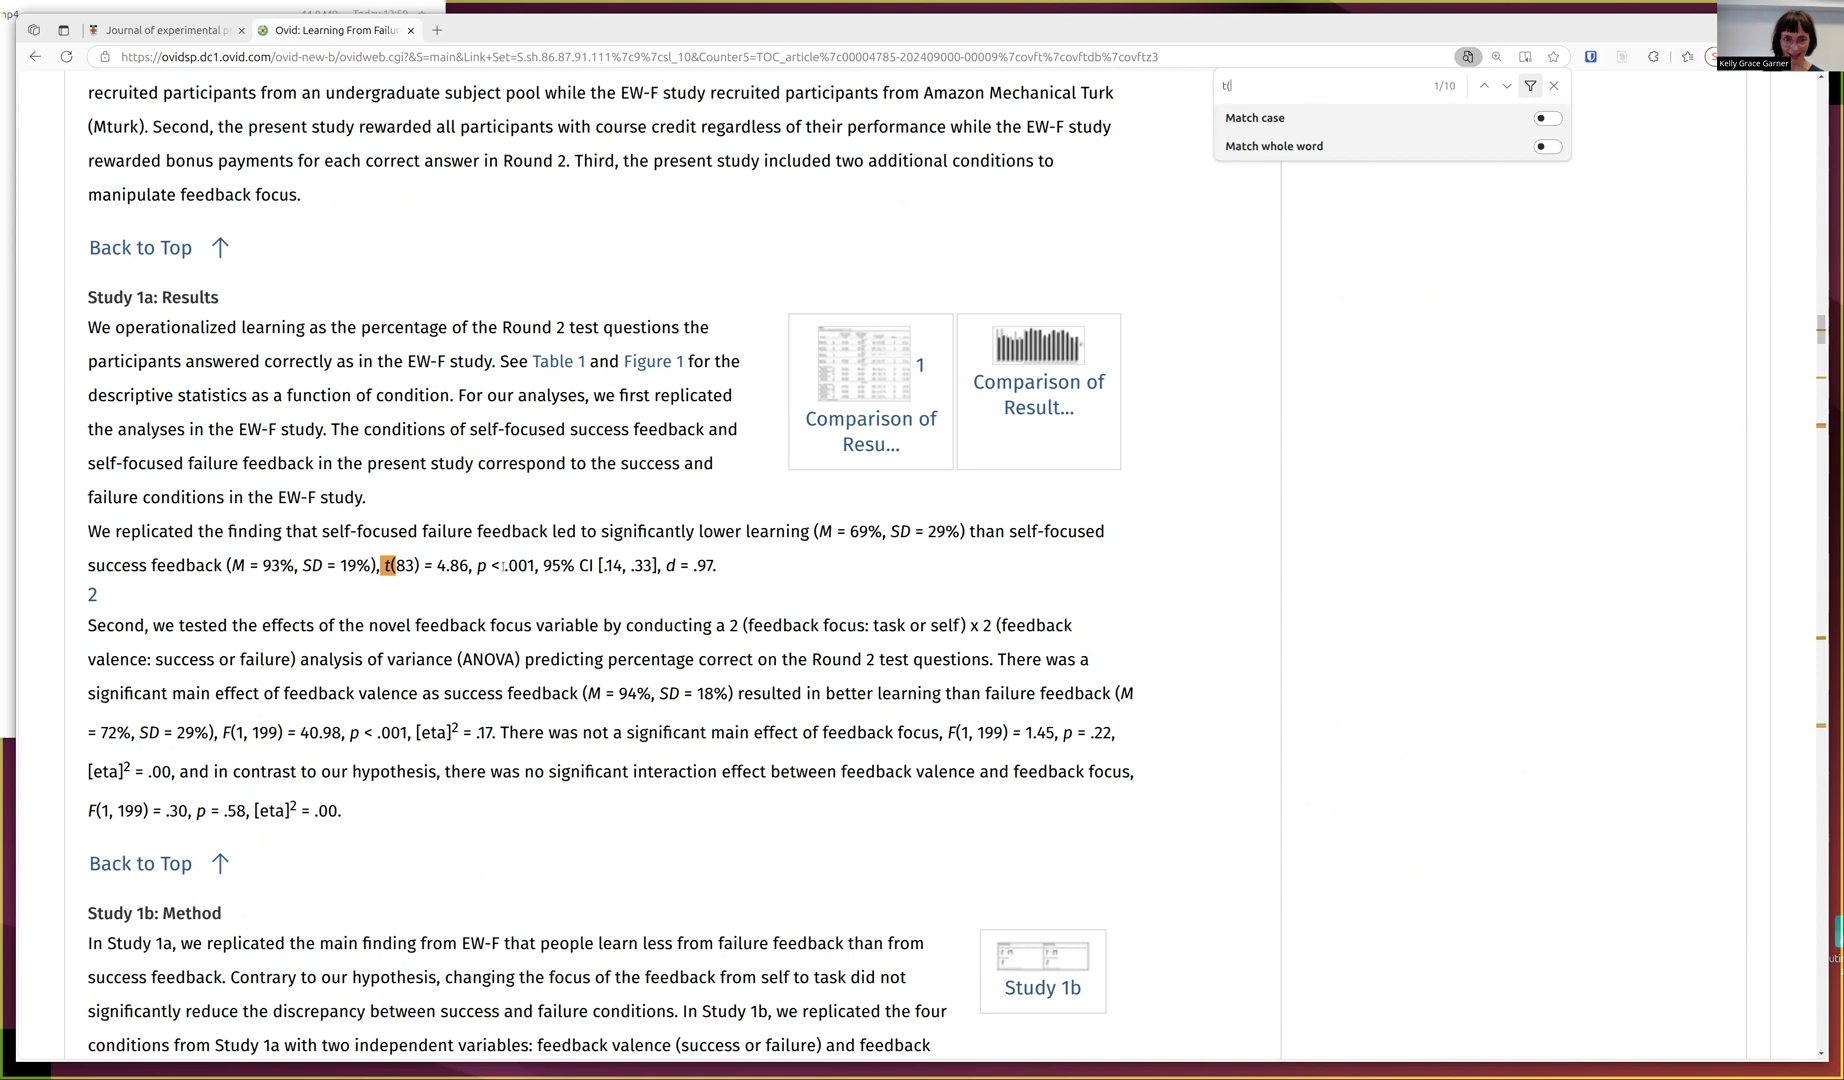 Journal of experimental p
Ovid: Learning From Failur
https://ovidsp.dc1.ovid.com/ovid-new-b/ovidweb.cgi?&S=main&Link+Set=S.sh.86.87.91.111%7c9%7csl_10&Counter5=TOC_article%7c00004785-202409000-00009%7covft%7covftdb%7covftz3
Kelly Grace Garner
t(
1/10
Match case
Match whole word
recruited participants from an undergraduate subject pool while the EW-F study recruited participants from Amazon Mechanical Turk
(Mturk). Second, the present study rewarded all participants with course credit regardless of their performance while the EW-F study
rewarded bonus payments for each correct answer in Round 2. Third, the present study included two additional conditions to
manipulate feedback focus.
Back to Top ↑
Study 1a: Results
We operationalized learning as the percentage of the Round 2 test questions the
participants answered correctly as in the EW-F study. See Table 1 and Figure 1 for the
descriptive statistics as a function of condition. For our analyses, we first replicated
the analyses in the EW-F study. The conditions of self-focused success feedback and
self-focused failure feedback in the present study correspond to the success and
failure conditions in the EW-F study.
1
Comparison of
Resu...
Comparison of
Result...
We replicated the finding that self-focused failure feedback led to significantly lower learning (M = 69%, SD = 29%) than self-focused
success feedback (M = 93%, SD = 19%), t(83) = 4.86, p < .001, 95% CI [.14, .33], d = .97.
2
Second, we tested the effects of the novel feedback focus variable by conducting a 2 (feedback focus: task or self) x 2 (feedback
valence: success or failure) analysis of variance (ANOVA) predicting percentage correct on the Round 2 test questions. There was a
significant main effect of feedback valence as success feedback (M = 94%, SD = 18%) resulted in better learning than failure feedback (M
= 72%, SD = 29%), F(1, 199) = 40.98, p < .001, [eta]2 = .17. There was not a significant main effect of feedback focus, F(1, 199) = 1.45, p = .22,
[eta]2 = .00, and in contrast to our hypothesis, there was no significant interaction effect between feedback valence and feedback focus,
F(1, 199) = .30, p = .58, [eta]2 = .00.
Back to Top ↑
Study 1b: Method
In Study 1a, we replicated the main finding from EW-F that people learn less from failure feedback than from
success feedback. Contrary to our hypothesis, changing the focus of the feedback from self to task did not
significantly reduce the discrepancy between success and failure conditions. In Study 1b, we replicated the four
conditions from Study 1a with two independent variables: feedback valence (success or failure) and feedback
Study 1b